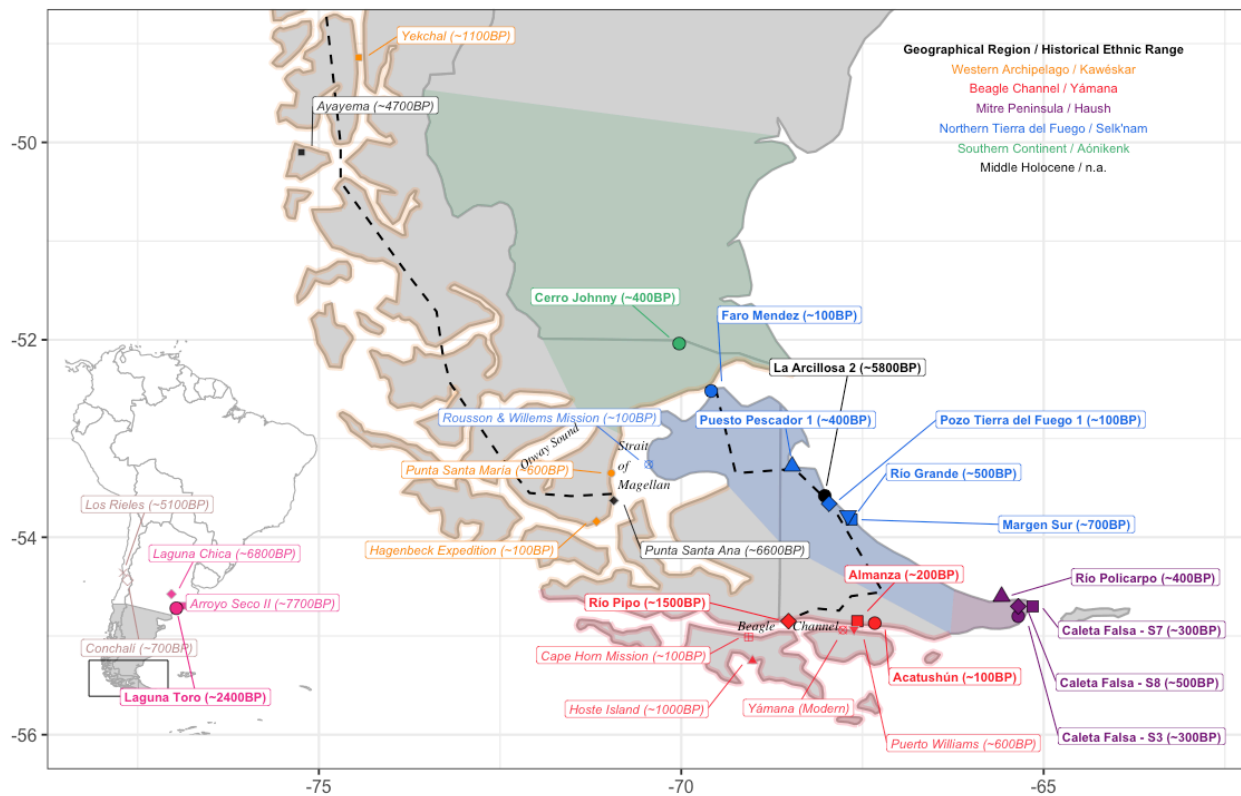 Yekchal (~1100BP)
Geographical Region / Historical Ethnic Range
Western Archipelago / Kawéskar
Beagle Channel / Yámana
Mitre Peninsula / Haush
Northern Tierra del Fuego / Selk'nam
Southern Continent / Aónikenk
Middle Holocene / n.a.
Ayayema (~4700BP)
-50
Cerro Johnny (~400BP)
Faro Mendez (~100BP)
-52
La Arcillosa 2 (~5800BP)
Rousson & Willems Mission (~100BP)
Puesto Pescador 1 (~400BP)
Pozo Tierra del Fuego 1 (~100BP)
Otway Sound
Strait
of
Magellan
Punta Santa María (~600BP)
Río Grande (~500BP)
Los Rieles (~5100BP)
Margen Sur (~700BP)
Hagenbeck Expedition (~100BP)
Punta Santa Ana (~6600BP)
-54
Laguna Chica (~6800BP)
Almanza (~200BP)
Río Policarpo (~400BP)
Arroyo Seco II (~7700BP)
Río Pipo (~1500BP)
Beagle Channel
Caleta Falsa - S7 (~300BP)
Conchalí (~700BP)
Cape Horn Mission (~100BP)
Acatushún (~100BP)
Caleta Falsa - S8 (~500BP)
Laguna Toro (~2400BP)
Hoste Island (~1000BP)
Yámana (Modern)
Puerto Williams (~600BP)
Caleta Falsa - S3 (~300BP)
-56
-75
-70
-65